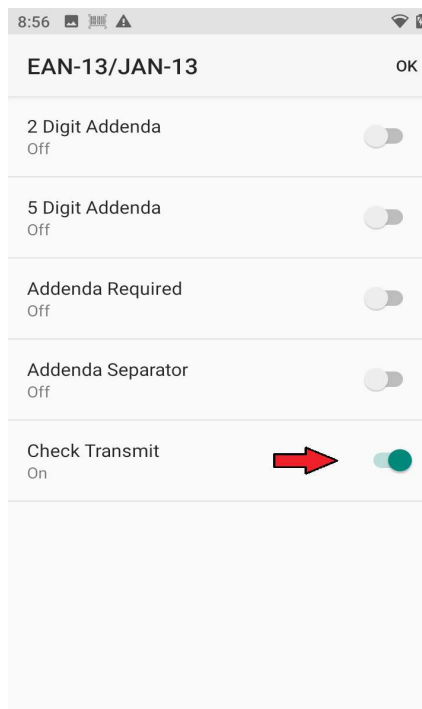 8:56
EAN-13/JAN-13 OK
2 Digit Addenda
Off
5 Digit Addenda
Off
Addenda Required
Off
Addenda Separator
Off
Check Transmit
On